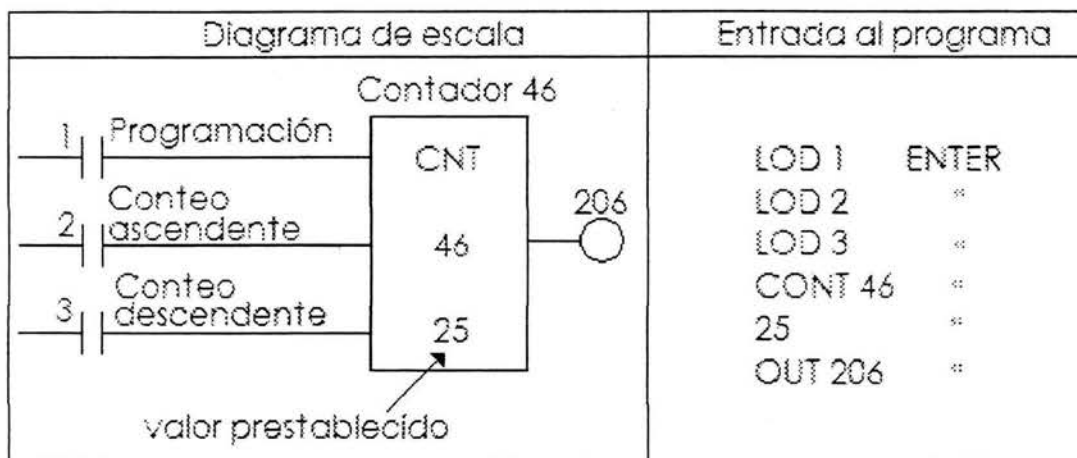 Diagrama de escala
Entrada al programa
Contador 46
1 Programación
CNT
2 Conteo
ascendente
46
206
3 Conteo
descendente
25
valor prestablecido
LOD 1 ENTER
LOD 2 "
LOD 3 "
CONT 46 "
25 "
OUT 206 "